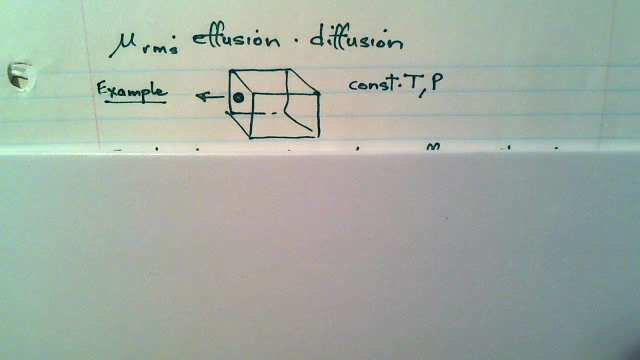 μrms effusion · diffusion
Example
const. T, P